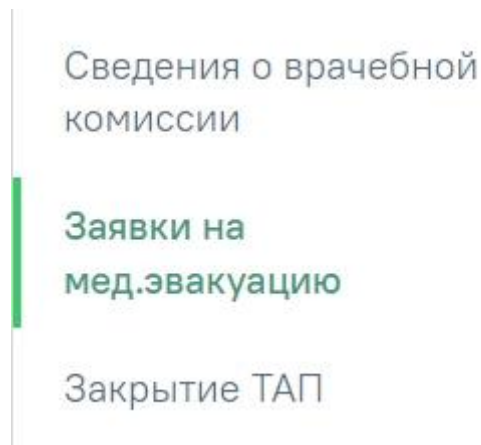 Сведения о врачебной
комиссии
Заявки на
мед.эвакуацию
Закрытие ТАП